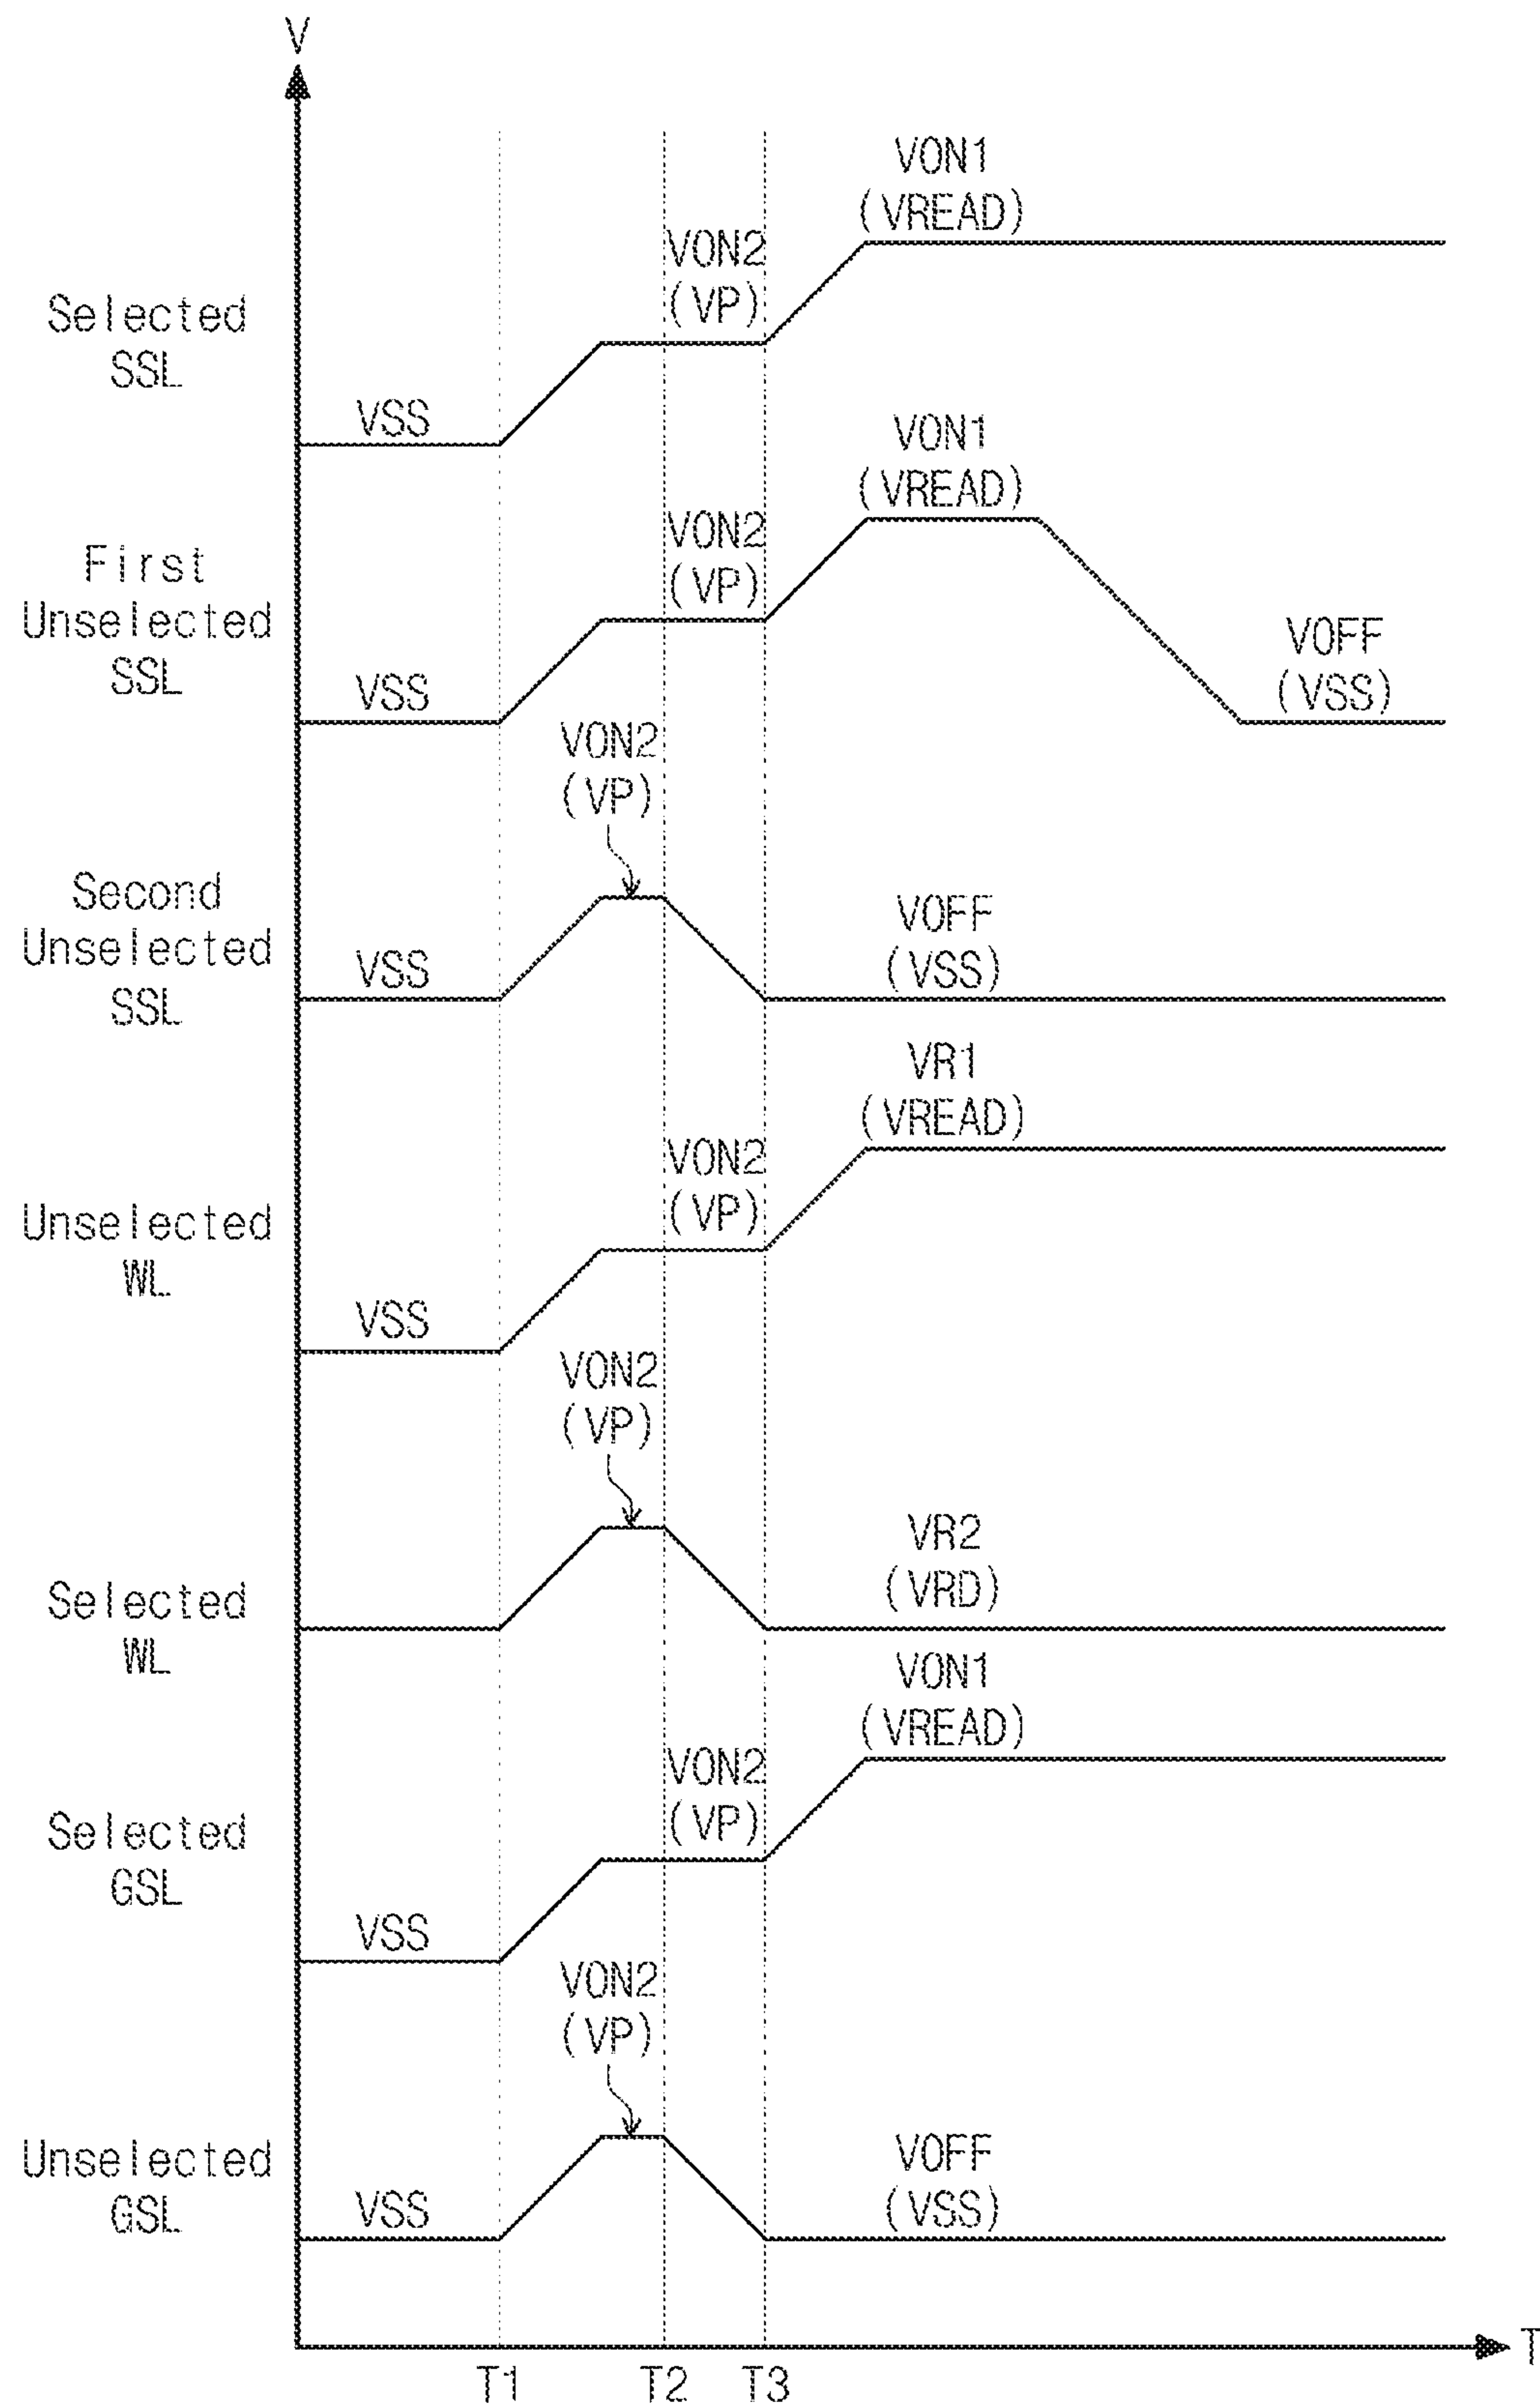 V
VON1
(VREAD)
VON2
(VP)
Selected
SSL
VSS
VON1
(VREAD)
VON2
(VP)
First
Unselected
SSL
VSS
VOFF
(VSS)
VON2
(VP)
Second
Unselected
SSL
VSS
VOFF
(VSS)
VR1
(VREAD)
VON2
(VP)
Unselected
WL
VSS
VON2
(VP)
Selected
WL
VR2
(VRD)
VON1
(VREAD)
VON2
(VP)
Selected
GSL
VSS
VON2
(VP)
Unselected
GSL
VSS
VOFF
(VSS)
T
T1 T2 T3